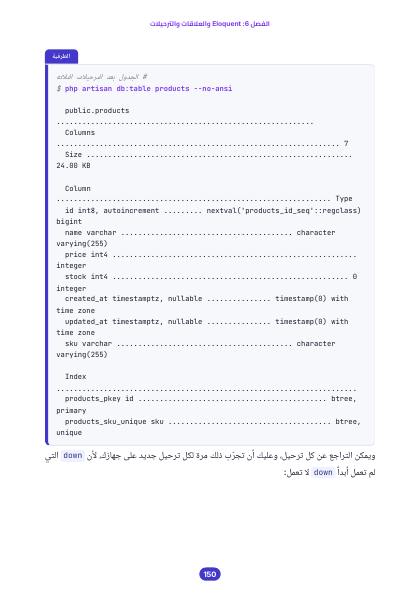 الفصل 6: Eloquent والعلاقات والترحيلات
الطرفية
# الجدول بعد الترحيلات الثلاثة
$ php artisan db:table products --no-ansi
public.products
..............................................................
Columns
.................................................................... 7
Size ................................................................
24.00 KB
Column
.................................................................. Type
id int8, autoincrement ......... nextval('products_id_seq'::regclass)
bigint
name varchar ......................................... character
varying(255)
price int4 ..........................................................
integer
stock int4 ......................................................... 0
integer
created_at timestamptz, nullable ............... timestamp(0) with
time zone
updated_at timestamptz, nullable ............... timestamp(0) with
time zone
sku varchar .......................................... character
varying(255)
Index
........................................................................
products_pkey id .............................................. btree,
primary
products_sku_unique sku ....................................... btree,
unique
ويمكن التراجع عن كل ترحيل، وعليك أن تجرّب ذلك مرة لكل ترحيل جديد على جهازك، لأن down التي
لم تعمل أبداً down لا تعمل:
150